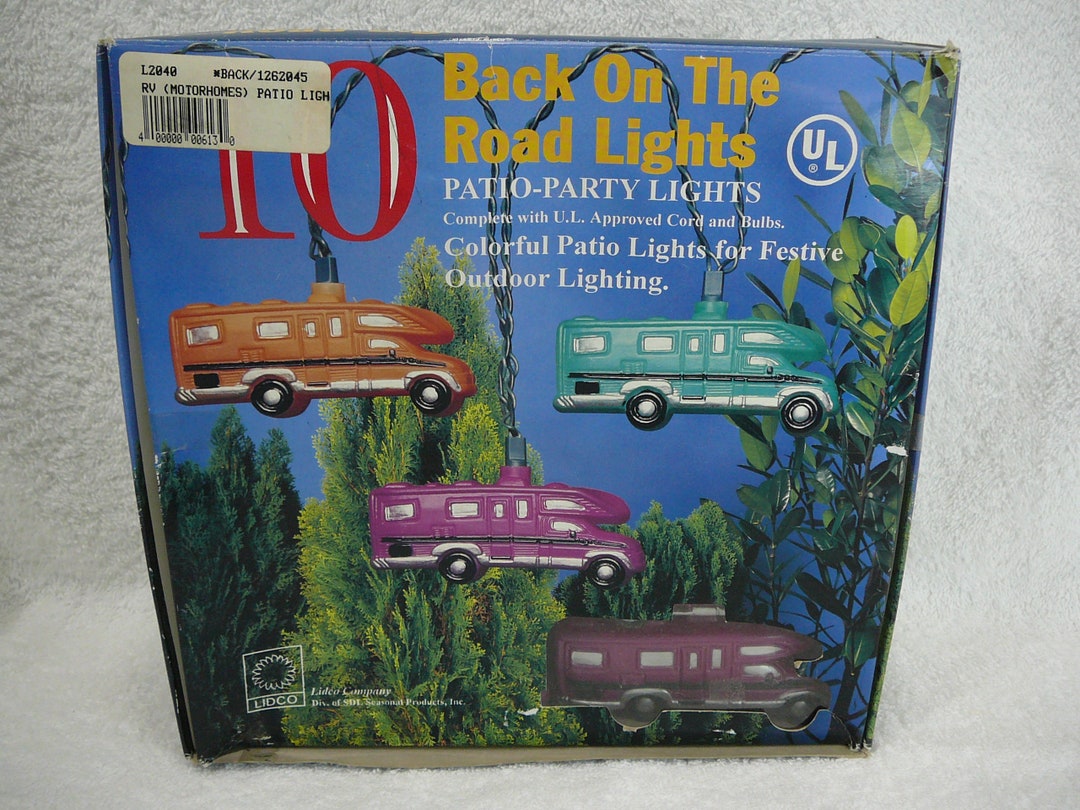 L2040 *BACK/1262045
RV (MOTORHOMES) PATIO LIGH
4 00000 00613 0
10
Back On The
Road Lights
UL
®
PATIO-PARTY LIGHTS
Complete with U.L. Approved Cord and Bulbs.
Colorful Patio Lights for Festive
Outdoor Lighting.
LIDCO
Lidco Company
Div. of SDL Seasonal Products, Inc.